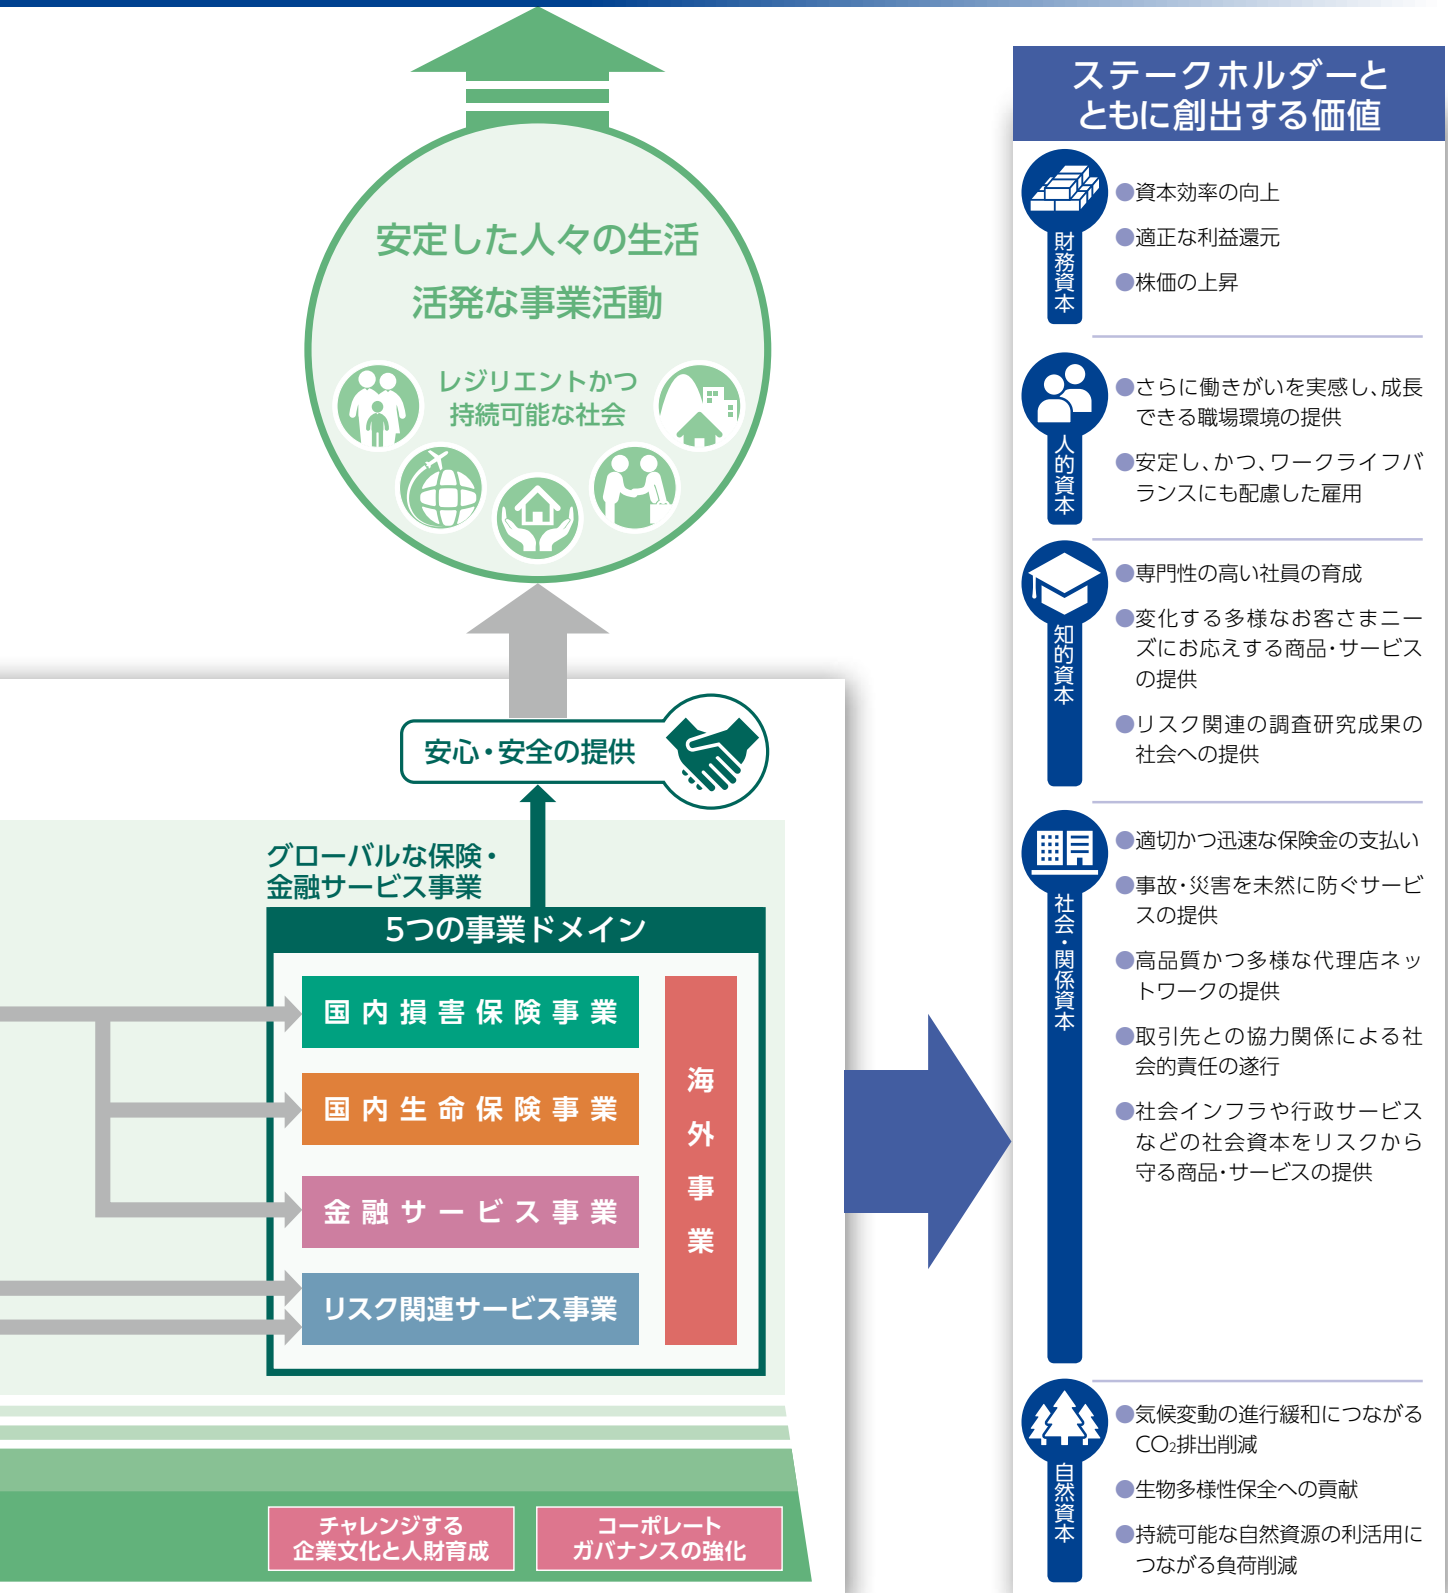 安定した人々の生活
活発な事業活動
レジリエントかつ
持続可能な社会
安心・安全の提供
グローバルな保険・
金融サービス事業
5つの事業ドメイン
国内損害保険事業
国内生命保険事業
金融サービス事業
リスク関連サービス事業
海外事業
チャレンジする
企業文化と人財育成
コーポレート
ガバナンスの強化
ステークホルダーと
ともに創出する価値
財務資本
●資本効率の向上
●適正な利益還元
●株価の上昇
人的資本
●さらに働きがいを実感し、成長
できる職場環境の提供
●安定し、かつ、ワークライフバ
ランスにも配慮した雇用
知的資本
●専門性の高い社員の育成
●変化する多様なお客さまニー
ズにお応えする商品・サービス
の提供
●リスク関連の調査研究成果の
社会への提供
社会・関係資本
●適切かつ迅速な保険金の支払い
●事故・災害を未然に防ぐサービ
スの提供
●高品質かつ多様な代理店ネッ
トワークの提供
●取引先との協力関係による社
会的責任の遂行
●社会インフラや行政サービス
などの社会資本をリスクから
守る商品・サービスの提供
自然資本
●気候変動の進行緩和につながる
CO₂排出削減
●生物多様性保全への貢献
●持続可能な自然資源の利活用に
つながる負荷削減